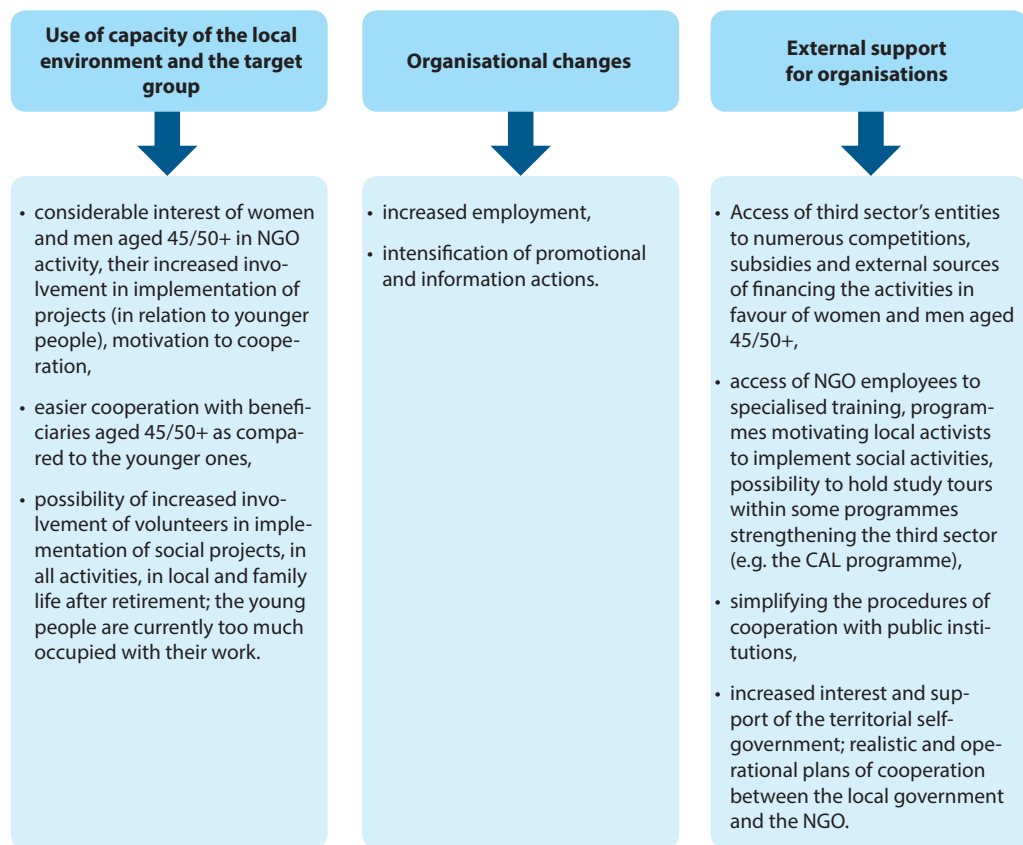 Use of capacity of the local
environment and the target
group
• considerable interest of women
and men aged 45/50+ in NGO
activity, their increased invo-
lvement in implementation of
projects (in relation to younger
people), motivation to coope-
ration,
• easier cooperation with benefi-
ciaries aged 45/50+ as compa-
red to the younger ones,
• possibility of increased invo-
lvement of volunteers in imple-
mentation of social projects, in
all activities, in local and family
life after retirement; the young
people are currently too much
occupied with their work.
Organisational changes
• increased employment,
• intensification of promotional
and information actions.
External support
for organisations
• Access of third sector’s entities
to numerous competitions,
subsidies and external sources
of financing the activities in
favour of women and men aged
45/50+,
• access of NGO employees to
specialised training, program-
mes motivating local activists
to implement social activities,
possibility to hold study tours
within some programmes
strengthening the third sector
(e.g. the CAL programme),
• simplifying the procedures of
cooperation with public insti-
tutions,
• increased interest and sup-
port of the territorial self-
government; realistic and ope-
rational plans of cooperation
between the local government
and the NGO.